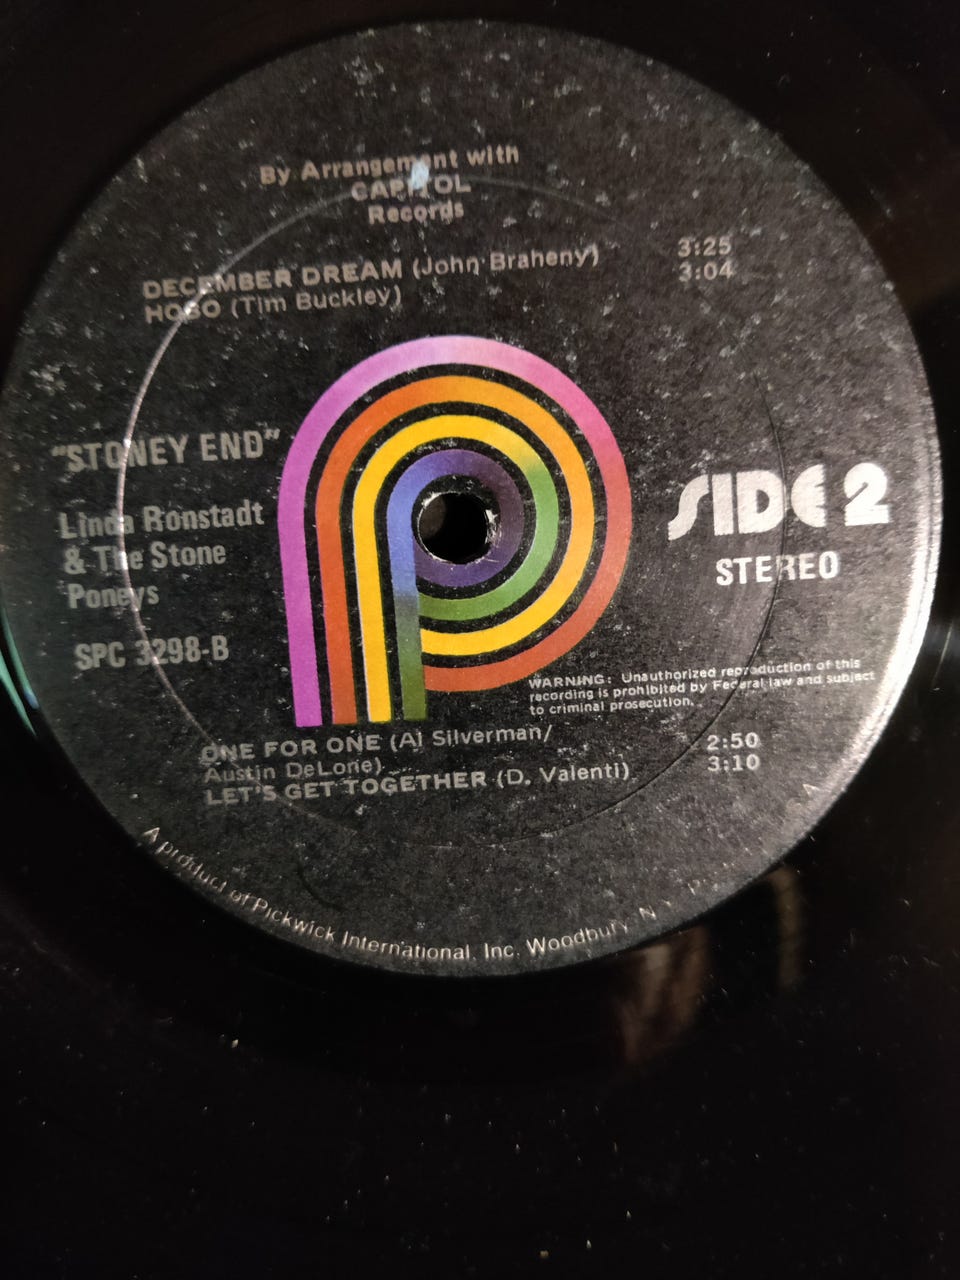 By Arrangement with
CAPITOL
Records
DECEMBER DREAM (John Braheny) 3:25
HOBO (Tim Buckley) 3:04
"STONEY END"
Linda Ronstadt
& The Stone
Poneys
SPC 3298-B
SIDE 2
STEREO
WARNING: Unauthorized reproduction of this
recording is prohibited by Federal law and subject
to criminal prosecution.
ONE FOR ONE (Al Silverman/ 2:50
Austin DeLone)
LET'S GET TOGETHER (D. Valenti) 3:10
A product of Pickwick International, Inc. Woodbury, N.Y.